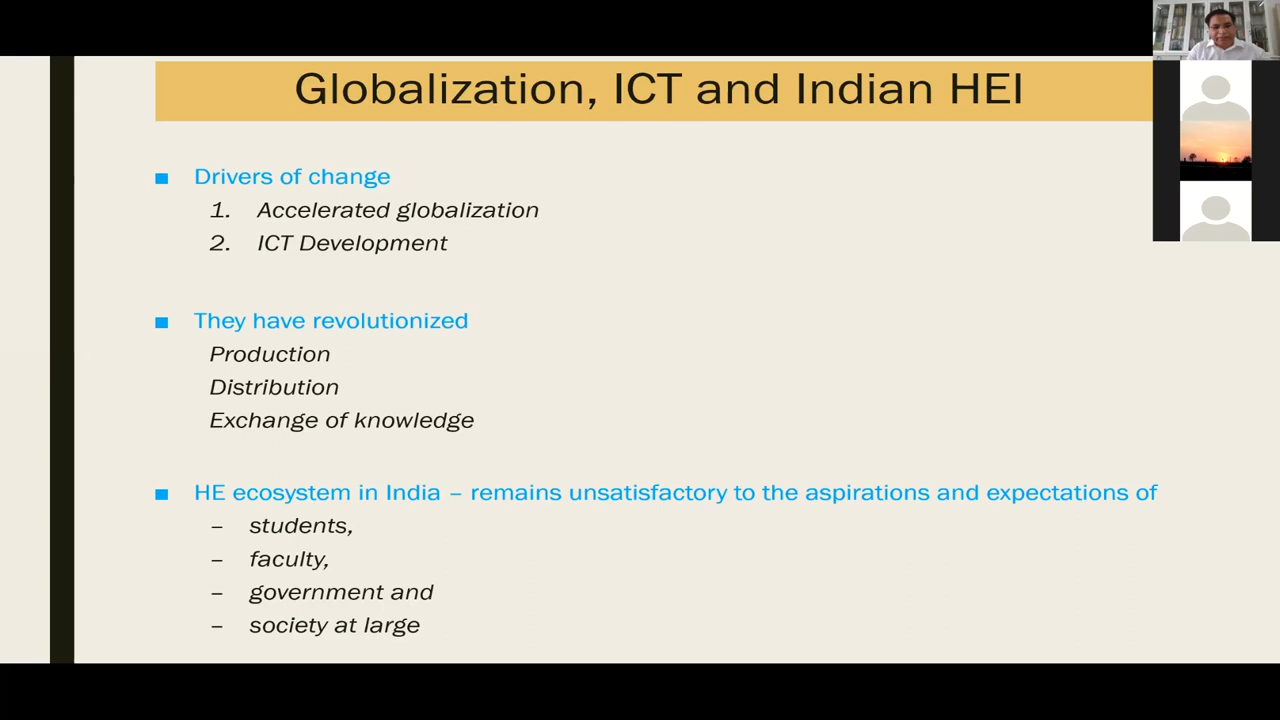 Globalization, ICT and Indian HEI
■ Drivers of change
1. Accelerated globalization
2. ICT Development
■ They have revolutionized
Production
Distribution
Exchange of knowledge
■ HE ecosystem in India – remains unsatisfactory to the aspirations and expectations of
– students,
– faculty,
– government and
– society at large